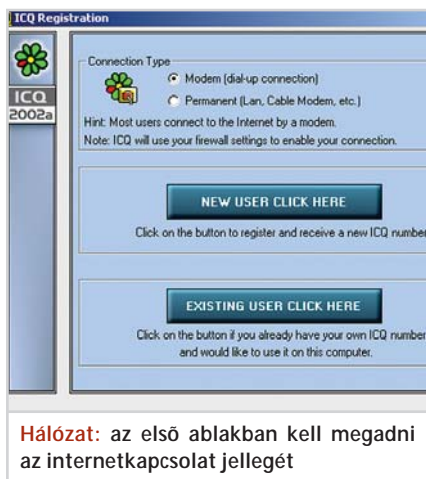 ICQ Registration
ICQ
2002a
Connection Type
Modem (dial-up connection)
Permanent (Lan, Cable Modem, etc.)
Hint: Most users connect to the Internet by a modem.
Note: ICQ will use your firewall settings to enable your connection.
NEW USER CLICK HERE
Click on the button to register and receive a new ICQ number
EXISTING USER CLICK HERE
Click on the button if you already have your own ICQ number
and would like to use it on this computer.
Hálózat: az elsõ ablakban kell megadni
az internetkapcsolat jellegét